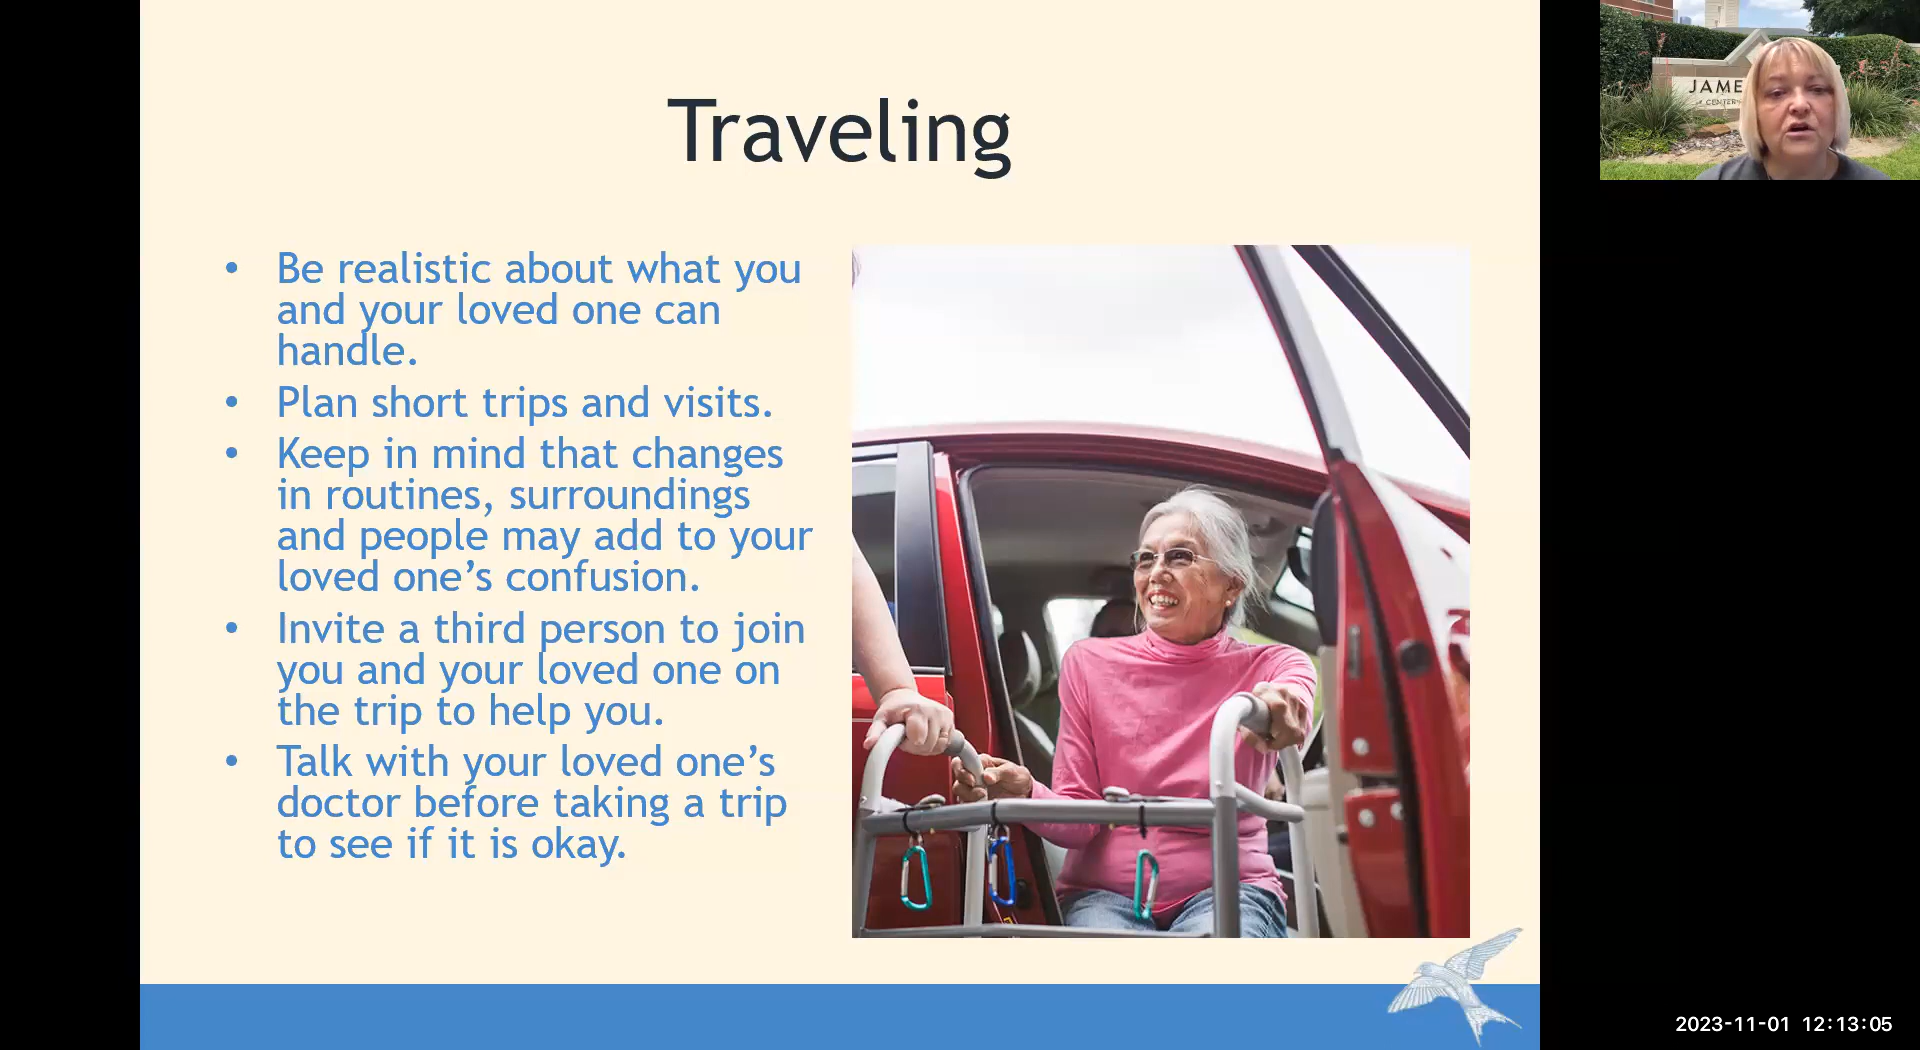 Traveling
• Be realistic about what you
and your loved one can
handle.
• Plan short trips and visits.
• Keep in mind that changes
in routines, surroundings
and people may add to your
loved one’s confusion.
• Invite a third person to join
you and your loved one on
the trip to help you.
• Talk with your loved one’s
doctor before taking a trip
to see if it is okay.
JAME
CENTER
2023-11-01 12:13:05